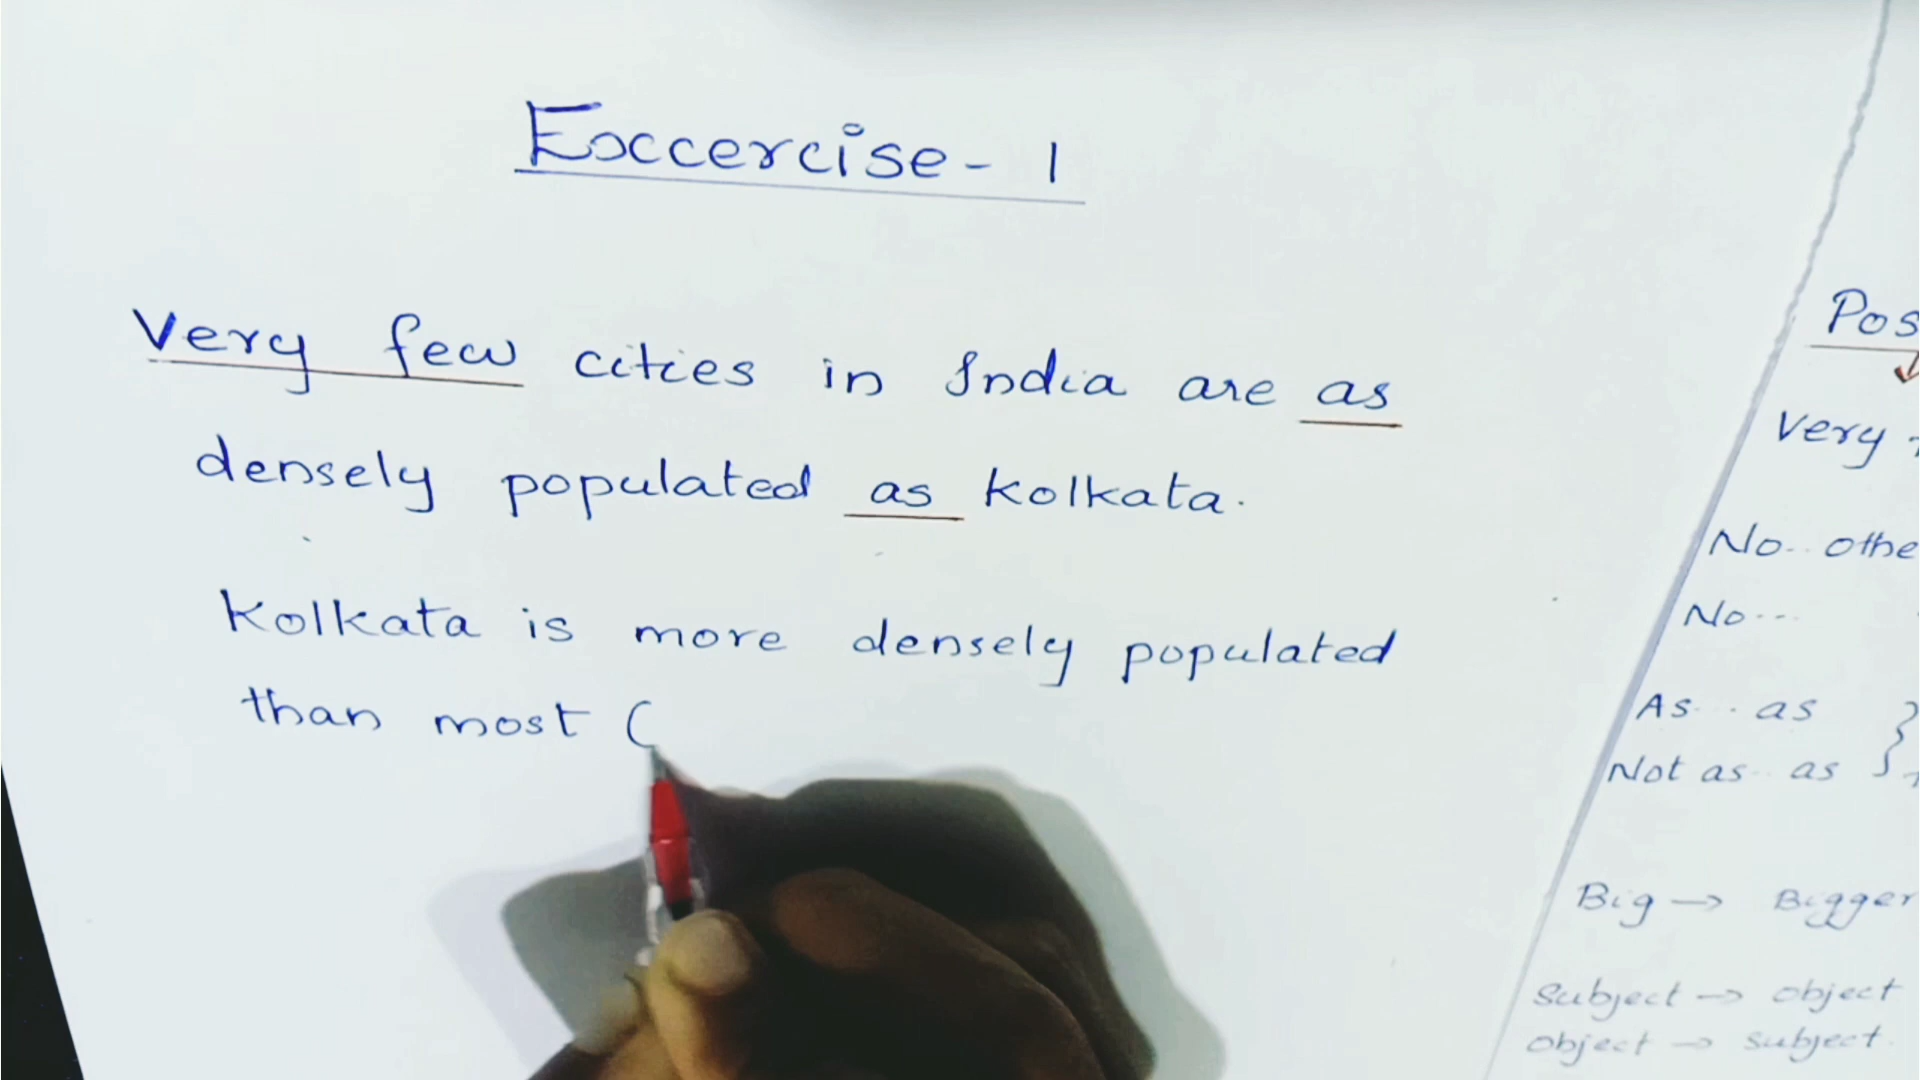 Exccercise - 1
Very few cities in India are as
densely populated as Kolkata.
Kolkata is more densely populated
than most (
Pos
Very
No.. othe
No...
As... as
Not as.. as }
Big → Bigger
Subject → object
object → subject.